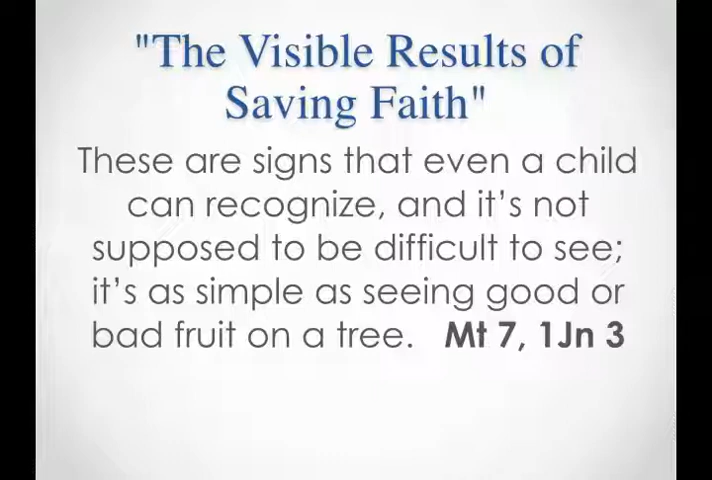 "The Visible Results of
Saving Faith"
These are signs that even a child
can recognize, and it’s not
supposed to be difficult to see;
it’s as simple as seeing good or
bad fruit on a tree. Mt 7, 1Jn 3